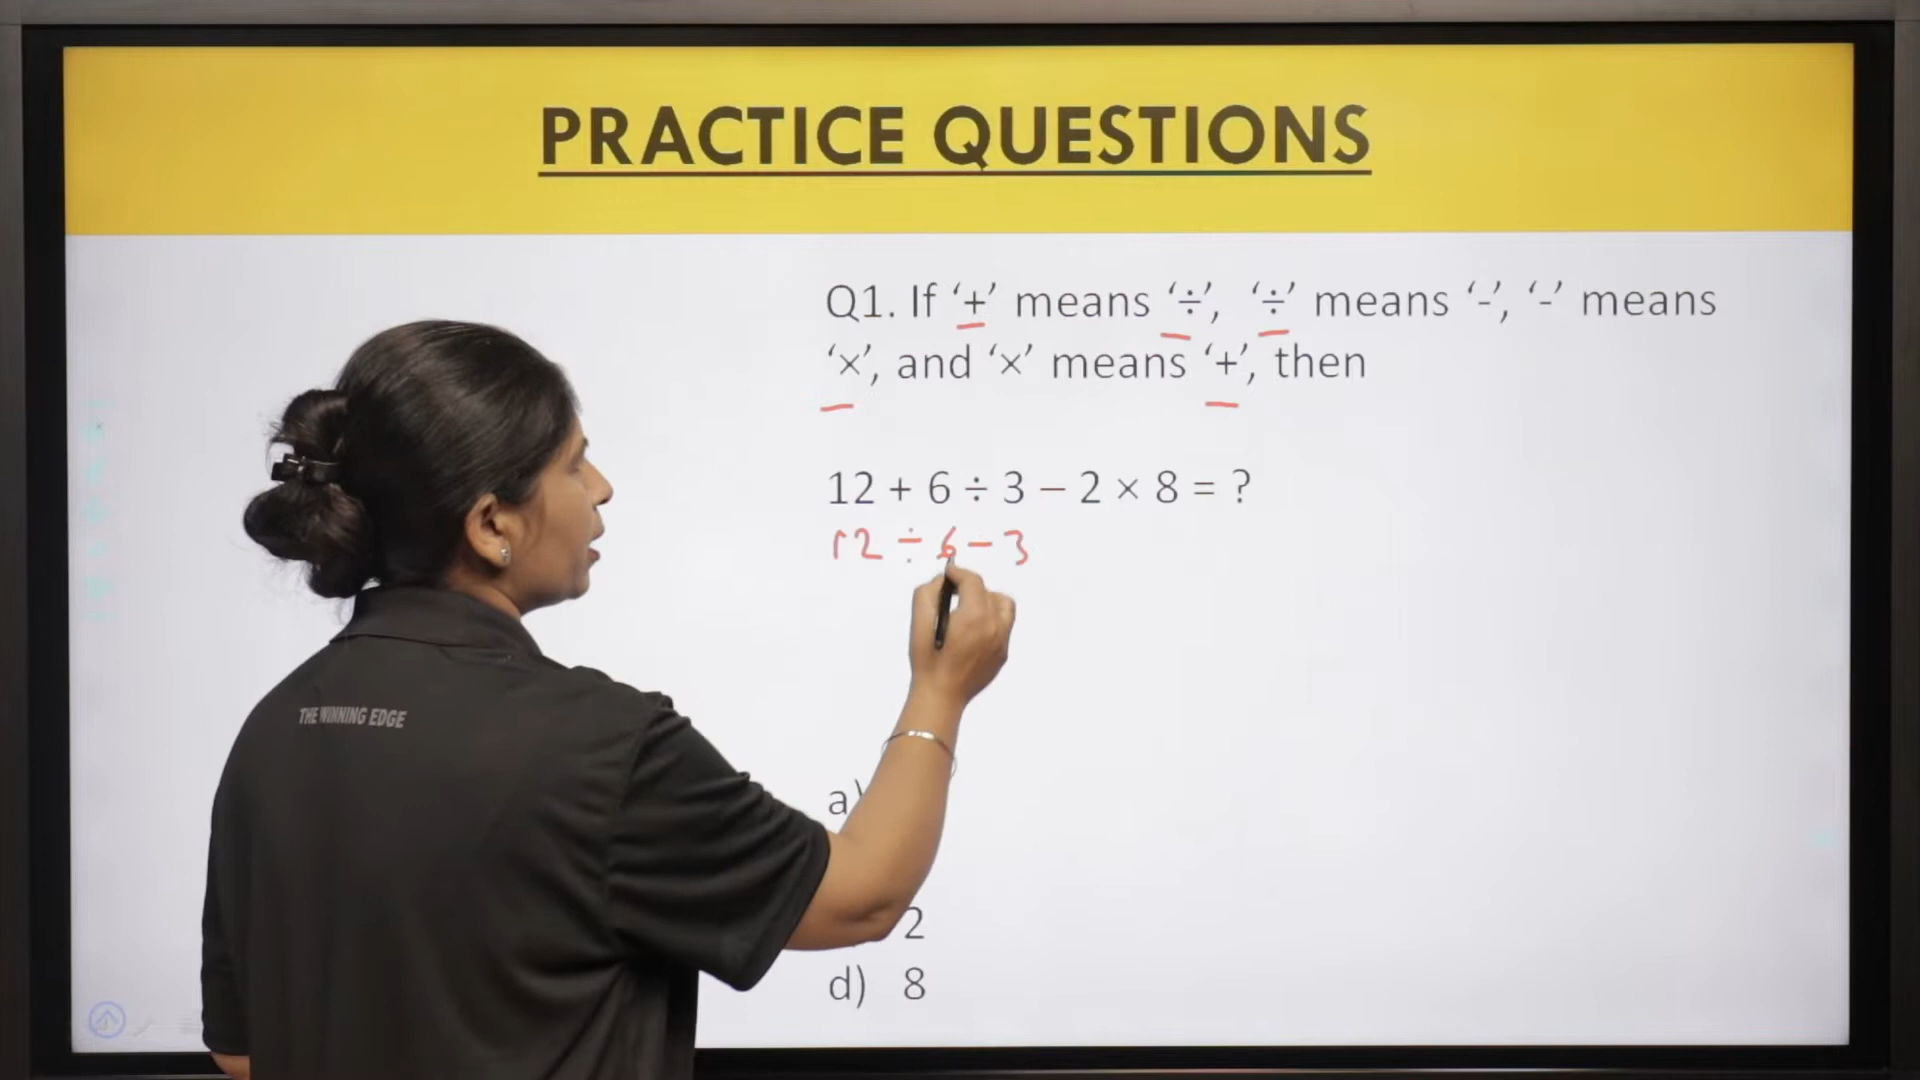 PRACTICE QUESTIONS
Q1. If ‘+’ means ‘÷’, ‘÷’ means ‘-’, ‘-’ means
‘×’, and ‘×’ means ‘+’, then
12 + 6 ÷ 3 – 2 × 8 = ?
12 ÷ 6 – 3
THE WINNING EDGE
a)
2
d) 8